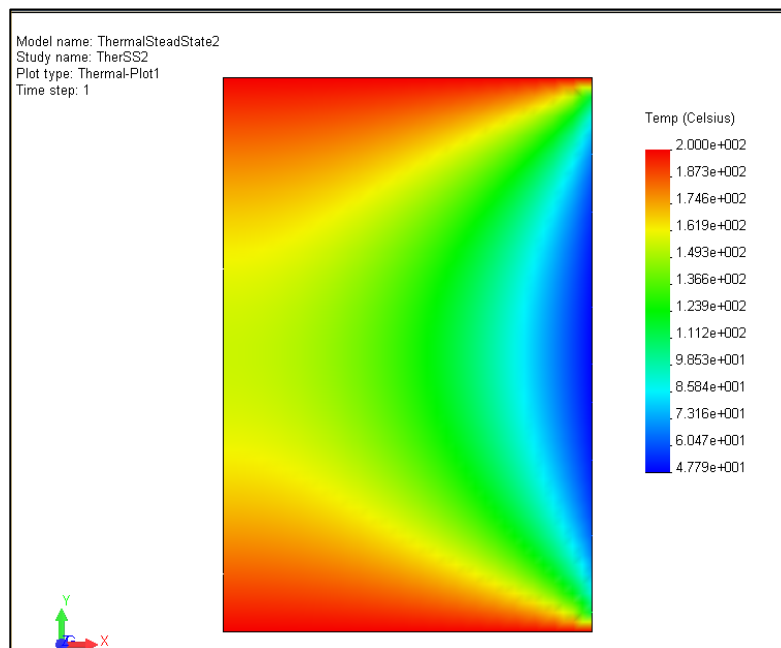 Model name: ThermalSteadState2
Study name: TherSS2
Plot type: Thermal-Plot1
Time step: 1
Temp (Celsius)
2.000e+002
1.873e+002
1.746e+002
1.619e+002
1.493e+002
1.366e+002
1.239e+002
1.112e+002
9.853e+001
8.584e+001
7.316e+001
6.047e+001
4.779e+001
Y
Z
X